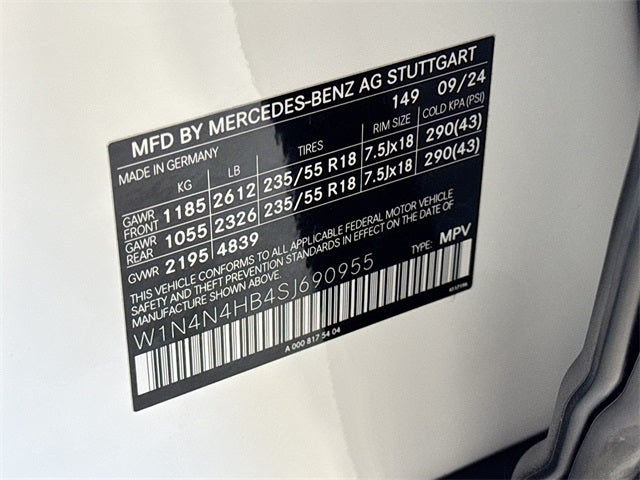 MFD BY MERCEDES-BENZ AG STUTTGART
MADE IN GERMANY 149 09/24
KG LB TIRES RIM SIZE COLD KPA(PSI)
GAWR FRONT 1185 2612 235/55 R18 7.5Jx18 290(43)
GAWR REAR 1055 2326 235/55 R18 7.5Jx18 290(43)
GVWR 2195 4839
THIS VEHICLE CONFORMS TO ALL APPLICABLE FEDERAL MOTOR VEHICLE
SAFETY AND THEFT PREVENTION STANDARDS IN EFFECT ON THE DATE OF
MANUFACTURE SHOWN ABOVE.
TYPE: MPV
W1N4N4HB4SJ690955
A 000 817 54 04